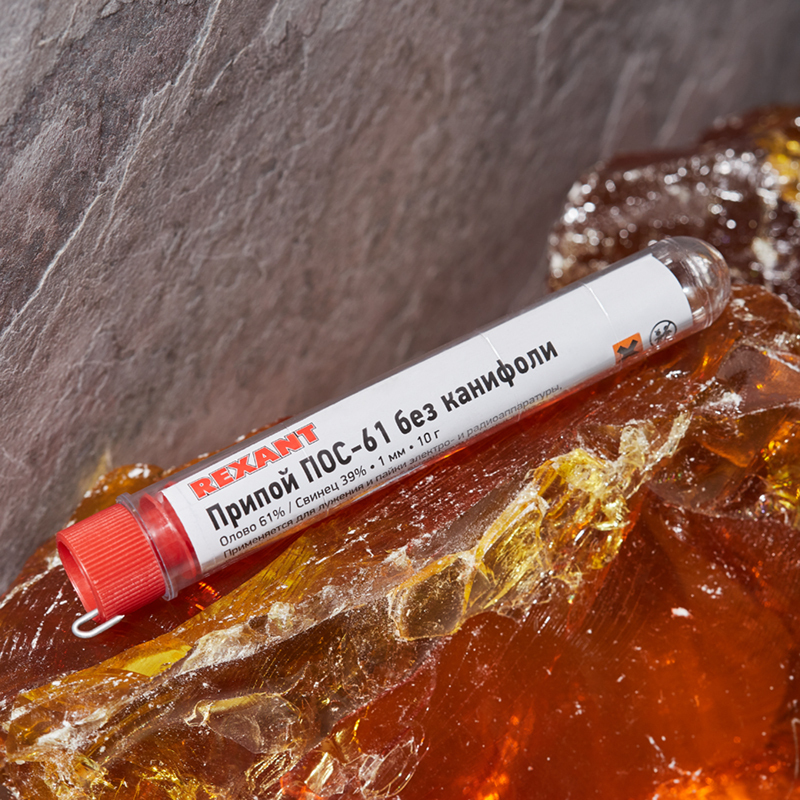 REXANT
Припой ПОС-61 без канифоли
Олово 61% / Свинец 39% • 1 мм • 10 г
Применяется для лужения и пайки электро- и радиоаппаратуры,